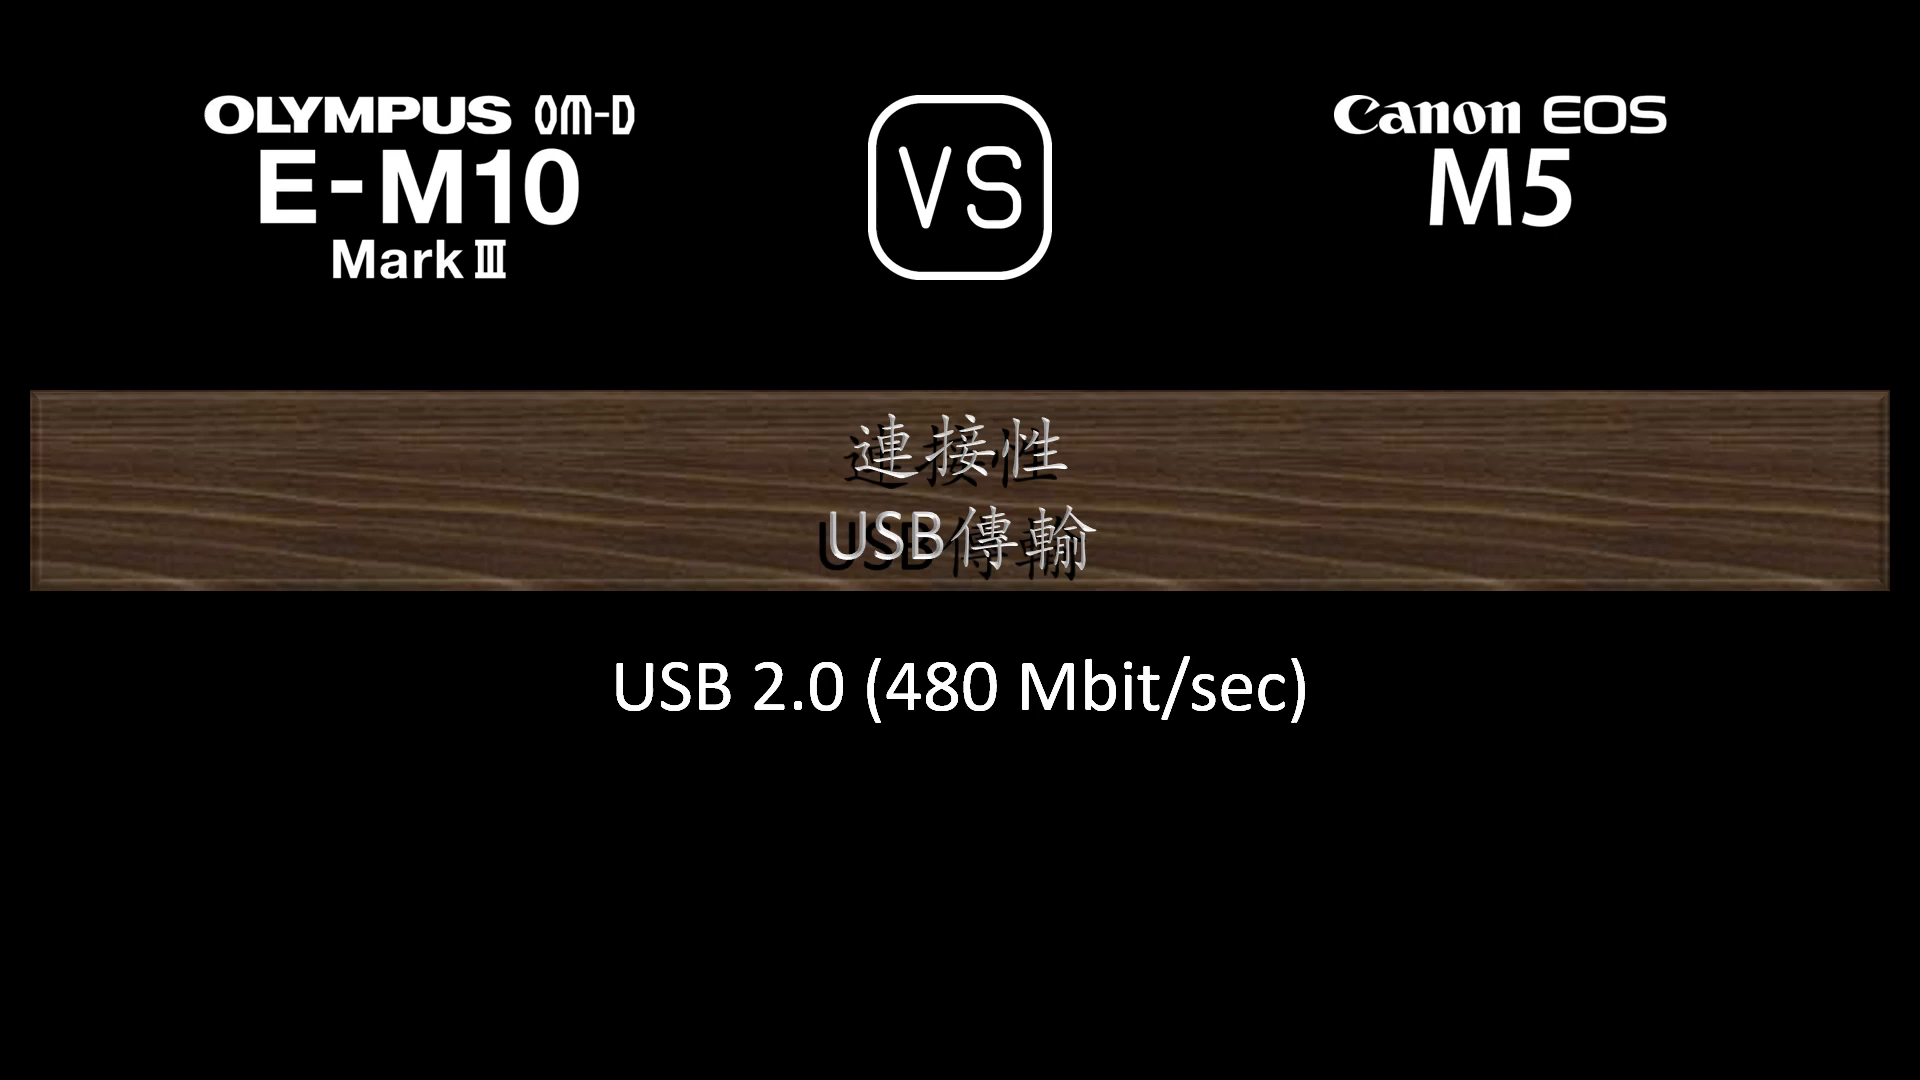 OLYMPUS OM-D
E-M10
Mark III
VS
Canon EOS
M5
連接性
USB傳輸
USB 2.0 (480 Mbit/sec)